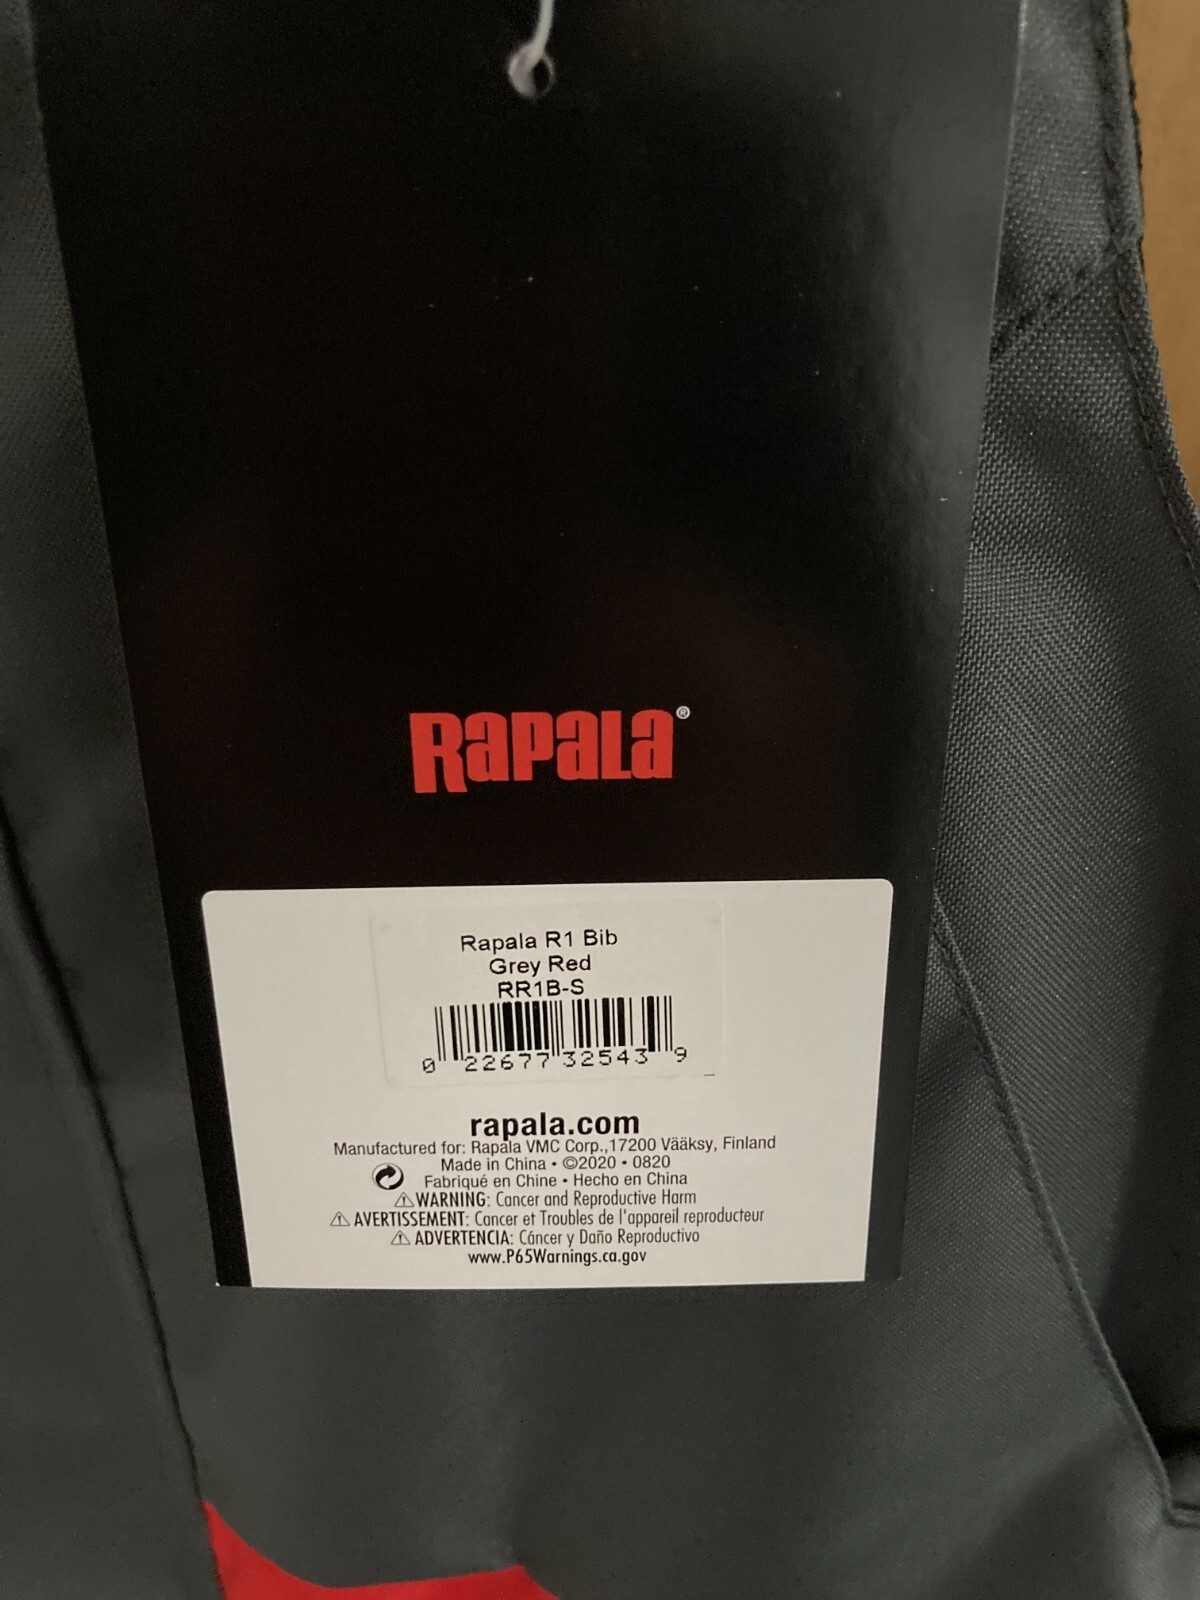 RAPALA®
Rapala R1 Bib
Grey Red
RR1B-S
0 22677 32543 9
rapala.com
Manufactured for: Rapala VMC Corp.,17200 Vääksy, Finland
Made in China • ©2020 • 0820
Fabriqué en Chine • Hecho en China
⚠WARNING: Cancer and Reproductive Harm
⚠ AVERTISSEMENT: Cancer et Troubles de l'appareil reproducteur
⚠ ADVERTENCIA: Cáncer y Daño Reproductivo
www.P65Warnings.ca.gov